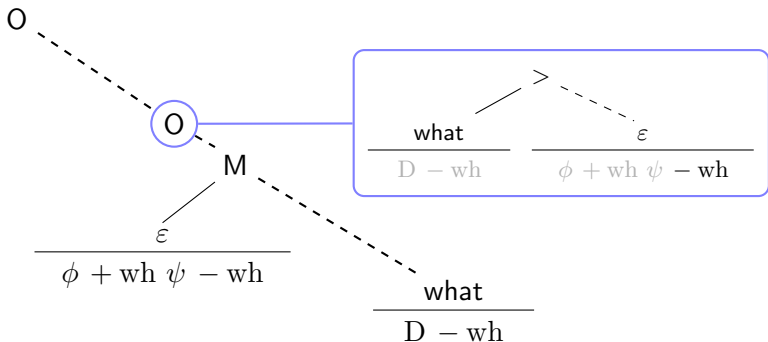 O
>
O
what ε
D – wh ϕ + wh ψ – wh
M
ε
ϕ + wh ψ – wh
what
D – wh